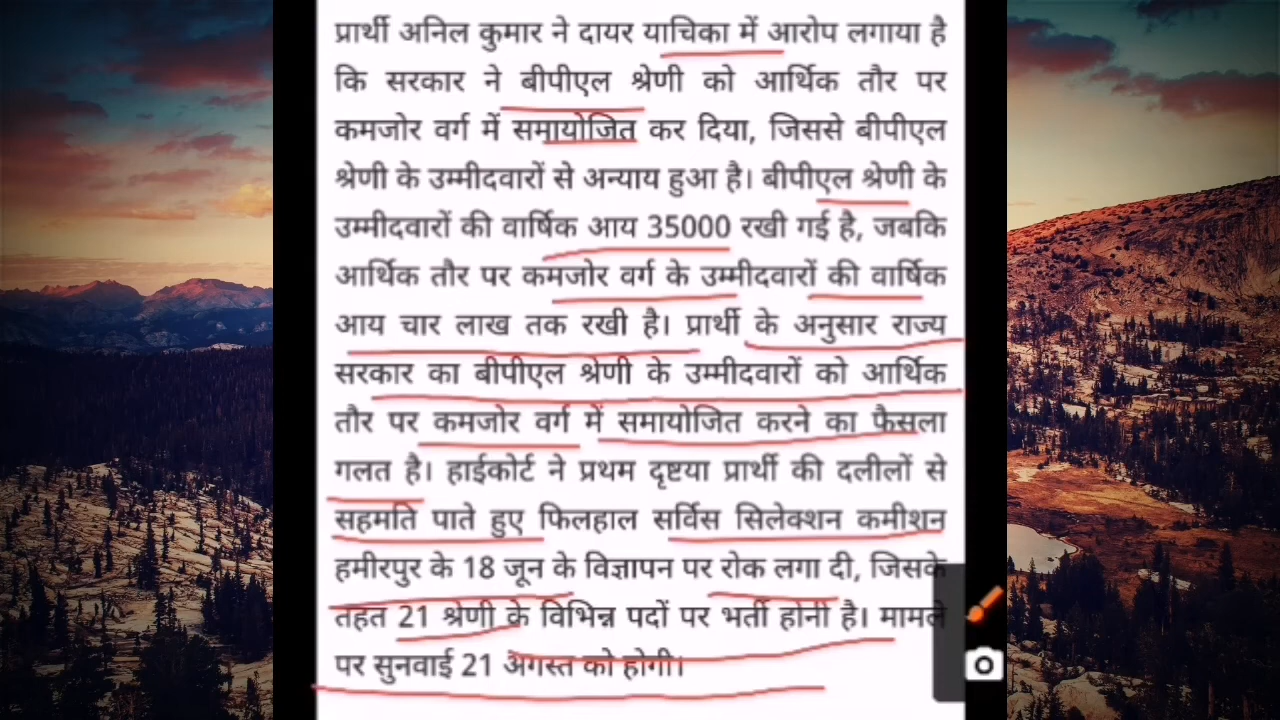 प्रार्थी अनिल कुमार ने दायर याचिका में आरोप लगाया है
कि सरकार ने बीपीएल श्रेणी को आर्थिक तौर पर
कमजोर वर्ग में समायोजित कर दिया, जिससे बीपीएल
श्रेणी के उम्मीदवारों से अन्याय हुआ है। बीपीएल श्रेणी के
उम्मीदवारों की वार्षिक आय 35000 रखी गई है, जबकि
आर्थिक तौर पर कमजोर वर्ग के उम्मीदवारों की वार्षिक
आय चार लाख तक रखी है। प्रार्थी के अनुसार राज्य
सरकार का बीपीएल श्रेणी के उम्मीदवारों को आर्थिक
तौर पर कमजोर वर्ग में समायोजित करने का फैसला
गलत है। हाईकोर्ट ने प्रथम दृष्टया प्रार्थी की दलीलों से
सहमति पाते हुए फिलहाल सर्विस सिलेक्शन कमीशन
हमीरपुर के 18 जून के विज्ञापन पर रोक लगा दी, जिसके
तहत 21 श्रेणी के विभिन्न पदों पर भर्ती होनी है। मामले
पर सुनवाई 21 अगस्त को होगी।